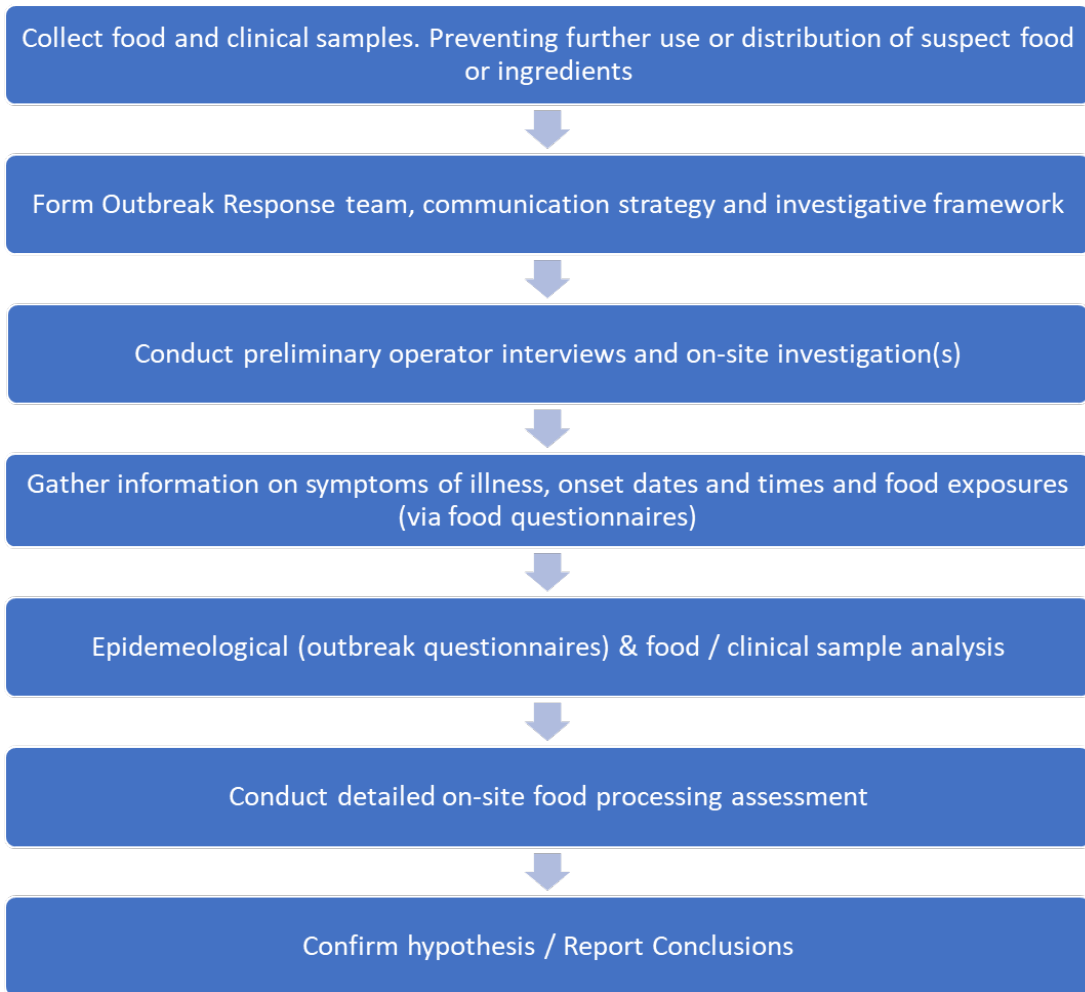 Collect food and clinical samples. Preventing further use or distribution of suspect food
or ingredients
Form Outbreak Response team, communication strategy and investigative framework
Conduct preliminary operator interviews and on-site investigation(s)
Gather information on symptoms of illness, onset dates and times and food exposures
(via food questionnaires)
Epidemeological (outbreak questionnaires) & food / clinical sample analysis
Conduct detailed on-site food processing assessment
Confirm hypothesis / Report Conclusions